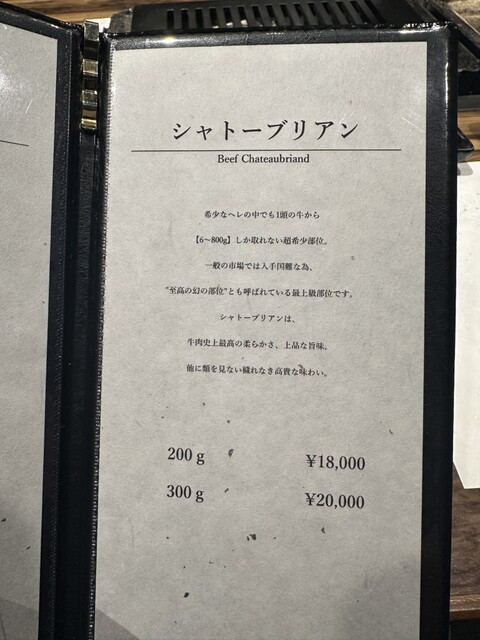 シャトーブリアン
Beef Chateaubriand
希少なヘレの中でも1頭の牛から
【6〜800g】しか取れない超希少部位。
一般の市場では入手国難な為、
"至高の幻の部位"とも呼ばれている最上級部位です。
シャトーブリアンは、
牛肉史上最高の柔らかさ、上品な旨味。
他に類を見ない穢れなき高貴な味わい。
200 g ¥18,000
300 g ¥20,000